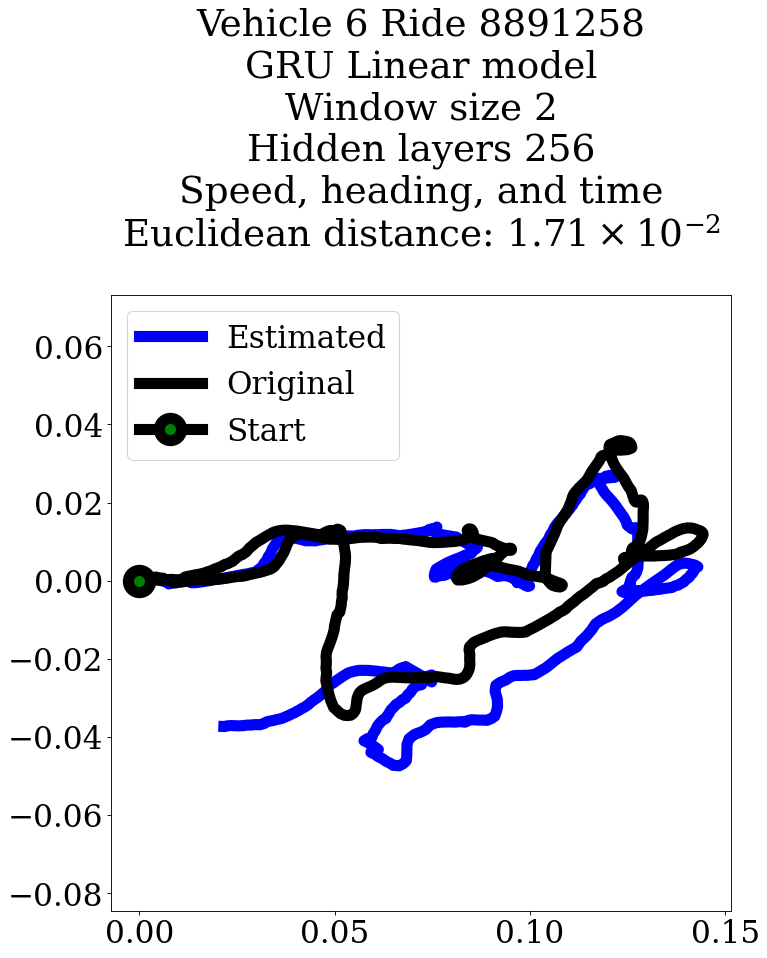 Vehicle 6 Ride 8891258
GRU Linear model
Window size 2
Hidden layers 256
Speed, heading, and time
Euclidean distance: 1.71 × 10⁻²
Estimated
Original
Start
0.06
0.04
0.02
0.00
−0.02
−0.04
−0.06
−0.08
0.00 0.05 0.10 0.15